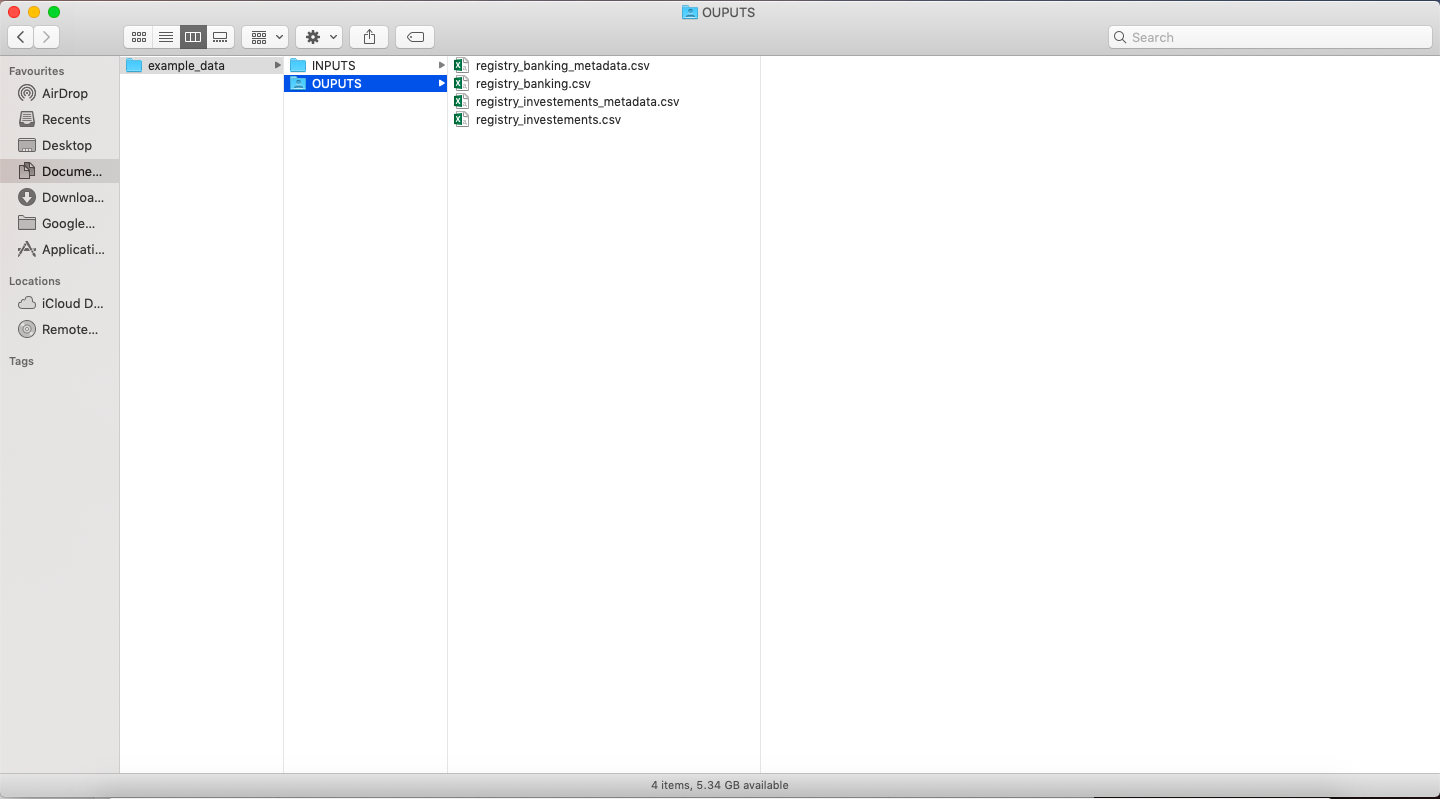 OUPUTS
Search
Favourites
AirDrop
Recents
Desktop
Docume...
Downloa...
Google...
Applicati...
Locations
iCloud D...
Remote...
Tags
example_data
INPUTS
OUPUTS
registry_banking_metadata.csv
registry_banking.csv
registry_investements_metadata.csv
registry_investements.csv
4 items, 5.34 GB available